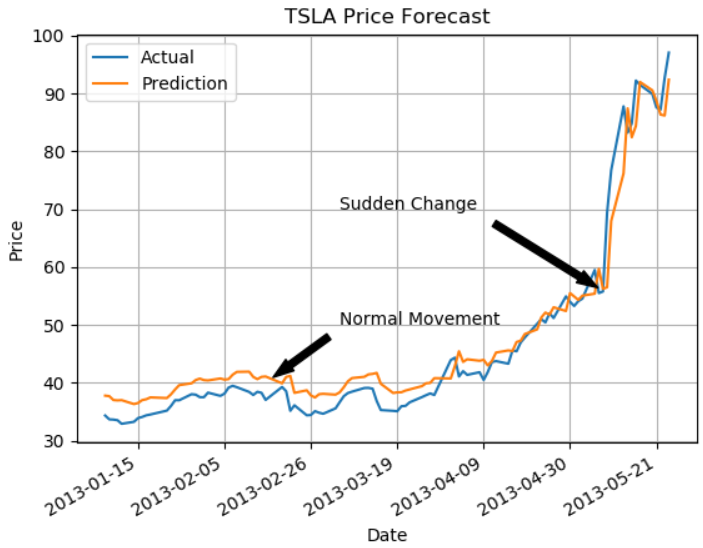 TSLA Price Forecast
100
90
80
70
60
50
40
30
Price
Actual
Prediction
Sudden Change
Normal Movement
2013-01-15
2013-02-05
2013-02-26
2013-03-19
2013-04-09
2013-04-30
2013-05-21
Date